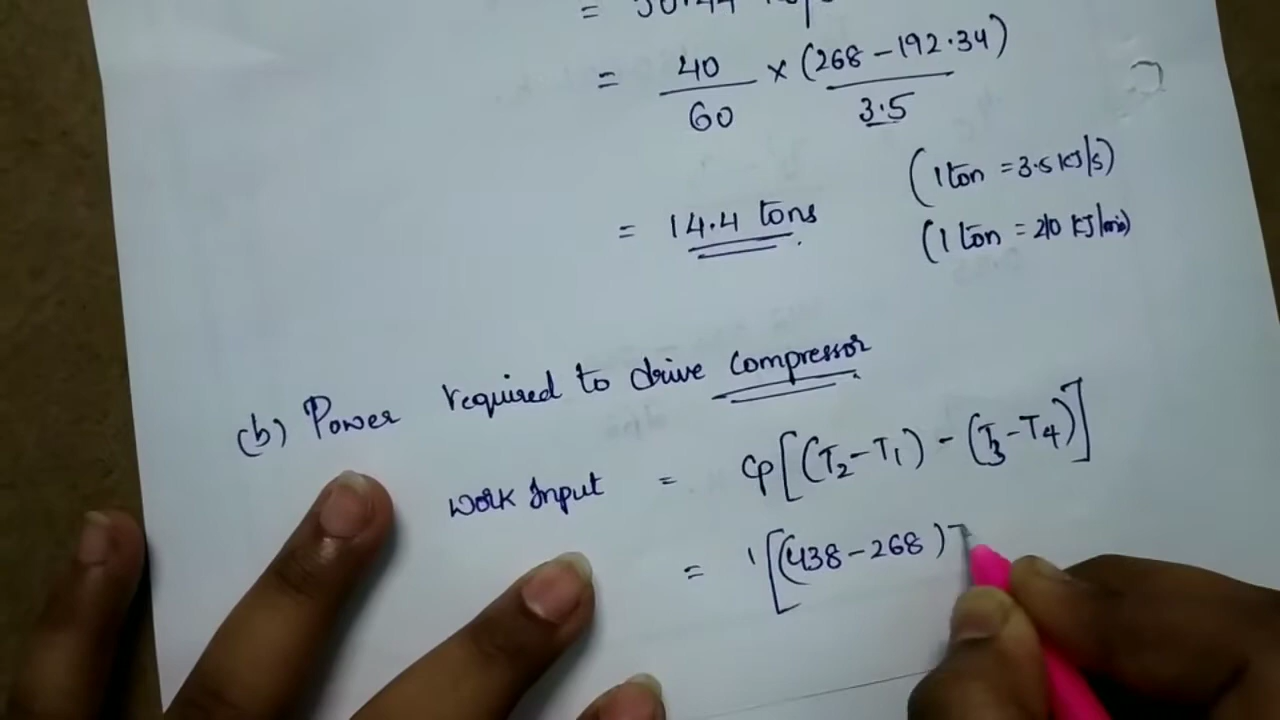 =
= 40/60 × (268 − 192.34)/3.5
(1 ton = 3.5 KJ/s)
= 14.4 tons
(1 ton = 210 KJ/min)
(b) Power required to drive compressor
Work Input = Cp[(T2 − T1) − (T3 − T4)]
= 1[(438 − 268)